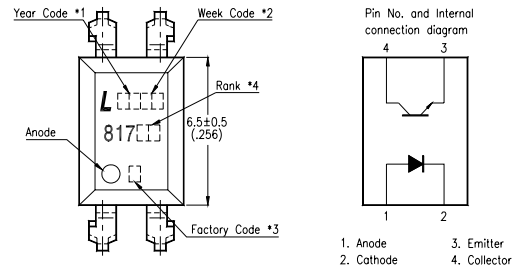 Year Code *1
Week Code *2
L
Rank *4
817
6.5±0.5
(.256)
Anode
Factory Code *3
Pin No. and Internal
connection diagram
4 3
1 2
1. Anode 3. Emitter
2. Cathode 4. Collector